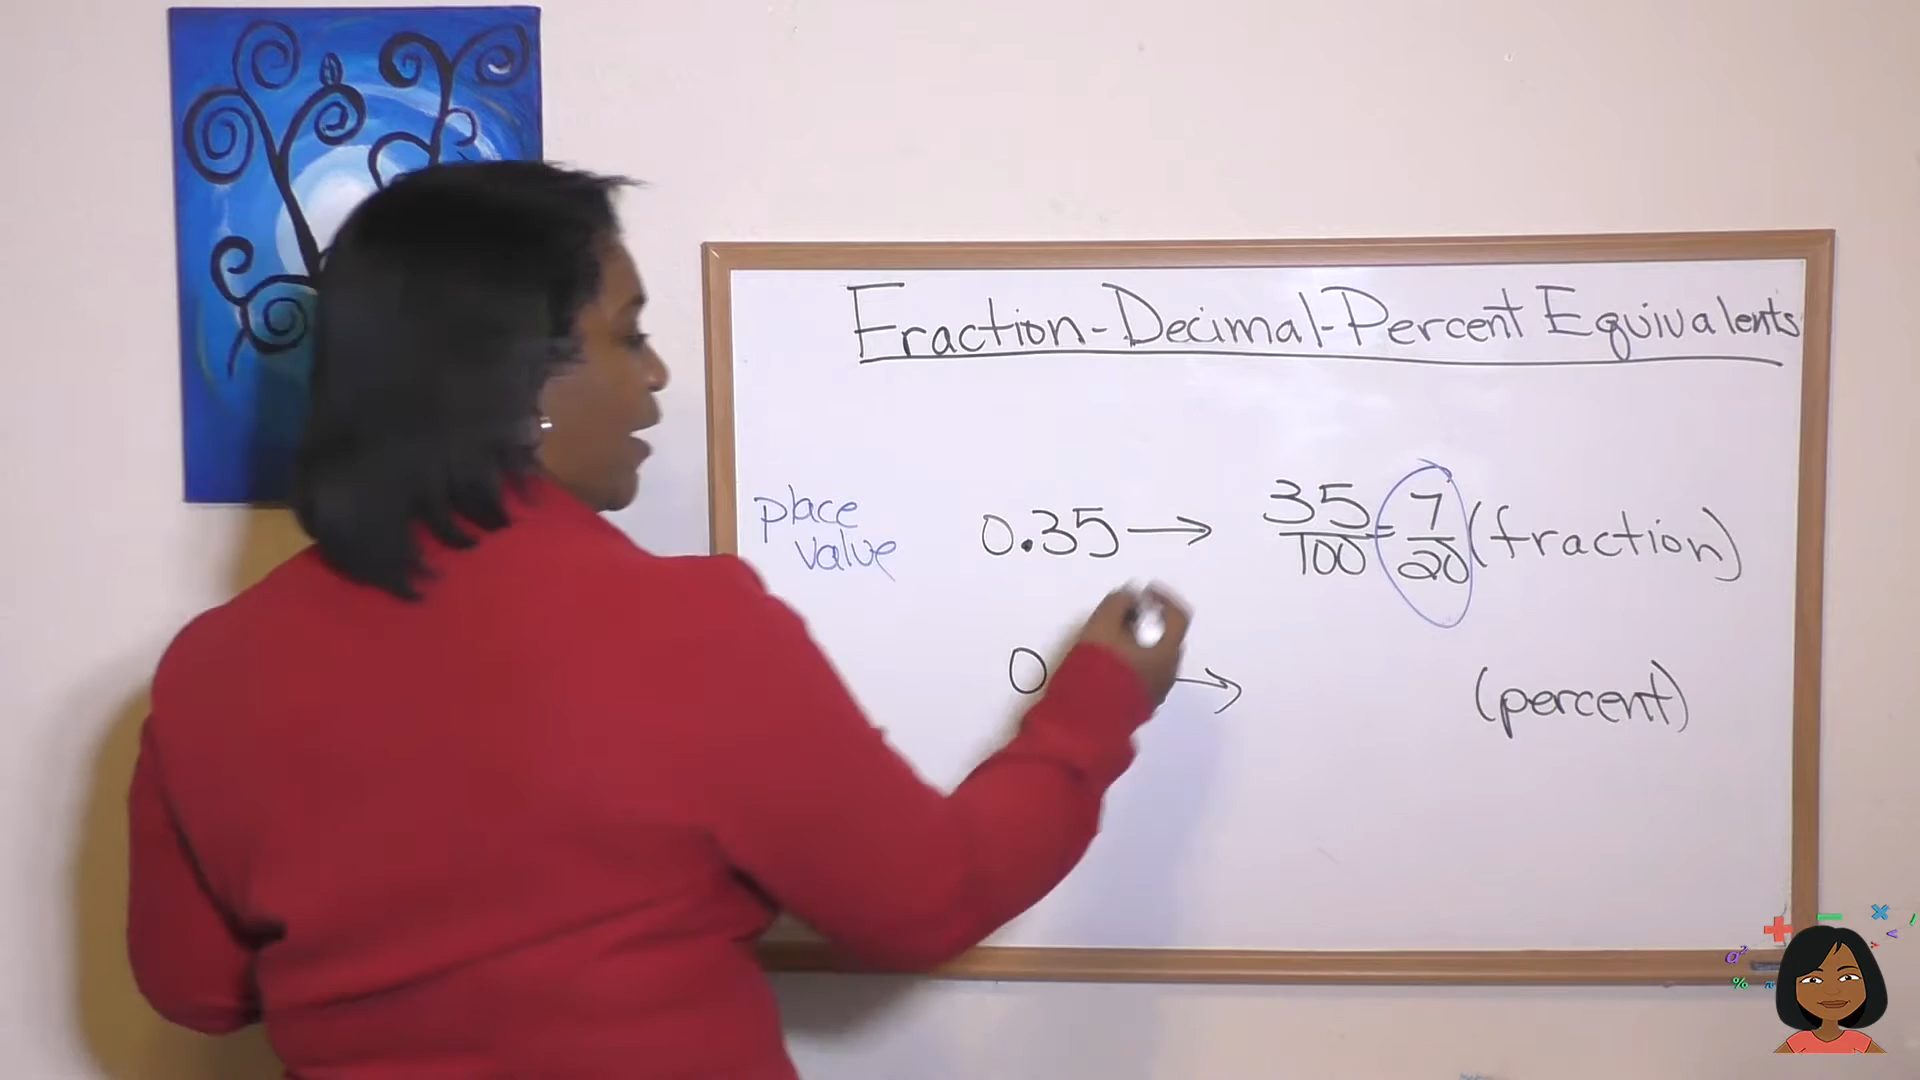 Fraction-Decimal-Percent Equivalents
place value
0.35 → 35/100 = 7/20 (fraction)
0 → (percent)